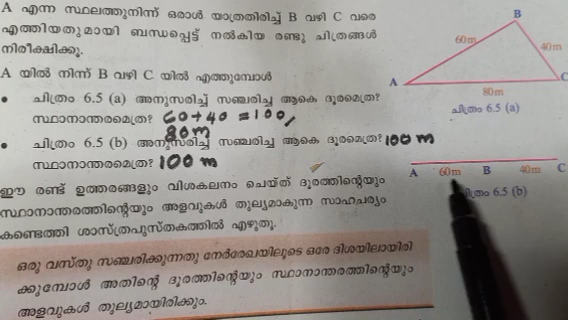 A എന്ന സ്ഥലത്തുനിന്ന് ഒരാൾ യാത്രതിരിച്ച് B വഴി C വരെ
എത്തിയതുമായി ബന്ധപ്പെട്ട് നൽകിയ രണ്ടു ചിത്രങ്ങൾ
നിരീക്ഷിക്കൂ.
A യിൽ നിന്ന് B വഴി C യിൽ എത്തുമ്പോൾ
• ചിത്രം 6.5 (a) അനുസരിച്ച് സഞ്ചരിച്ച ആകെ ദൂരമെത്ര?
സ്ഥാനാന്തരമെത്ര? 60+40 =100,
80m
• ചിത്രം 6.5 (b) അനുസരിച്ച് സഞ്ചരിച്ച ആകെ ദൂരമെത്ര? 100 m
സ്ഥാനാന്തരമെത്ര? 100 m
ഈ രണ്ട് ഉത്തരങ്ങളും വിശകലനം ചെയ്ത് ദൂരത്തിന്റെയും
സ്ഥാനാന്തരത്തിന്റെയും അളവുകൾ തുല്യമാകുന്ന സാഹചര്യം
കണ്ടെത്തി ശാസ്ത്രപുസ്തകത്തിൽ എഴുതൂ.
ഒരു വസ്തു സഞ്ചരിക്കുന്നതു നേർരേഖയിലൂടെ ഒരേ ദിശയിലായിരി
ക്കുമ്പോൾ അതിന്റെ ദൂരത്തിന്റെയും സ്ഥാനാന്തരത്തിന്റെയും
അളവുകൾ തുല്യമായിരിക്കും.
B
60m
40m
A
C
80m
ചിത്രം 6.5 (a)
A 60m B 40m C
ചിത്രം 6.5 (b)